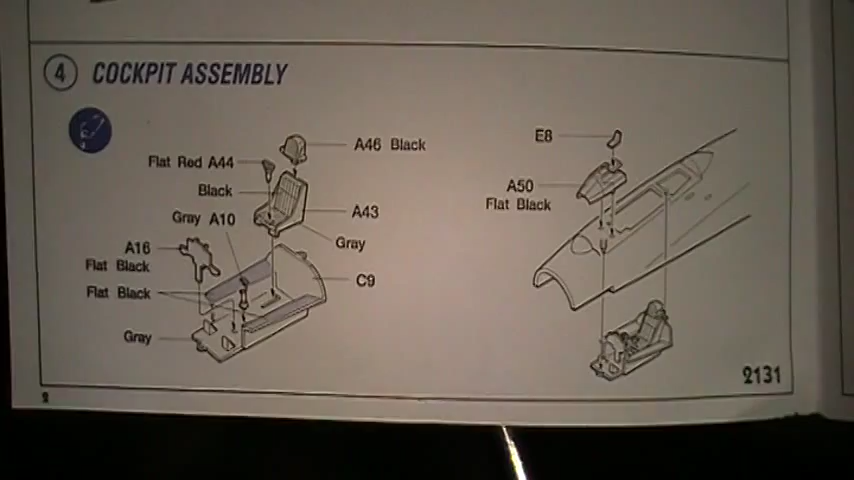 4 COCKPIT ASSEMBLY
A46 Black
Flat Red A44
Black
Gray A10
A43
Gray
A16
Flat Black
C9
Flat Black
Gray
E8
A50
Flat Black
2131
2